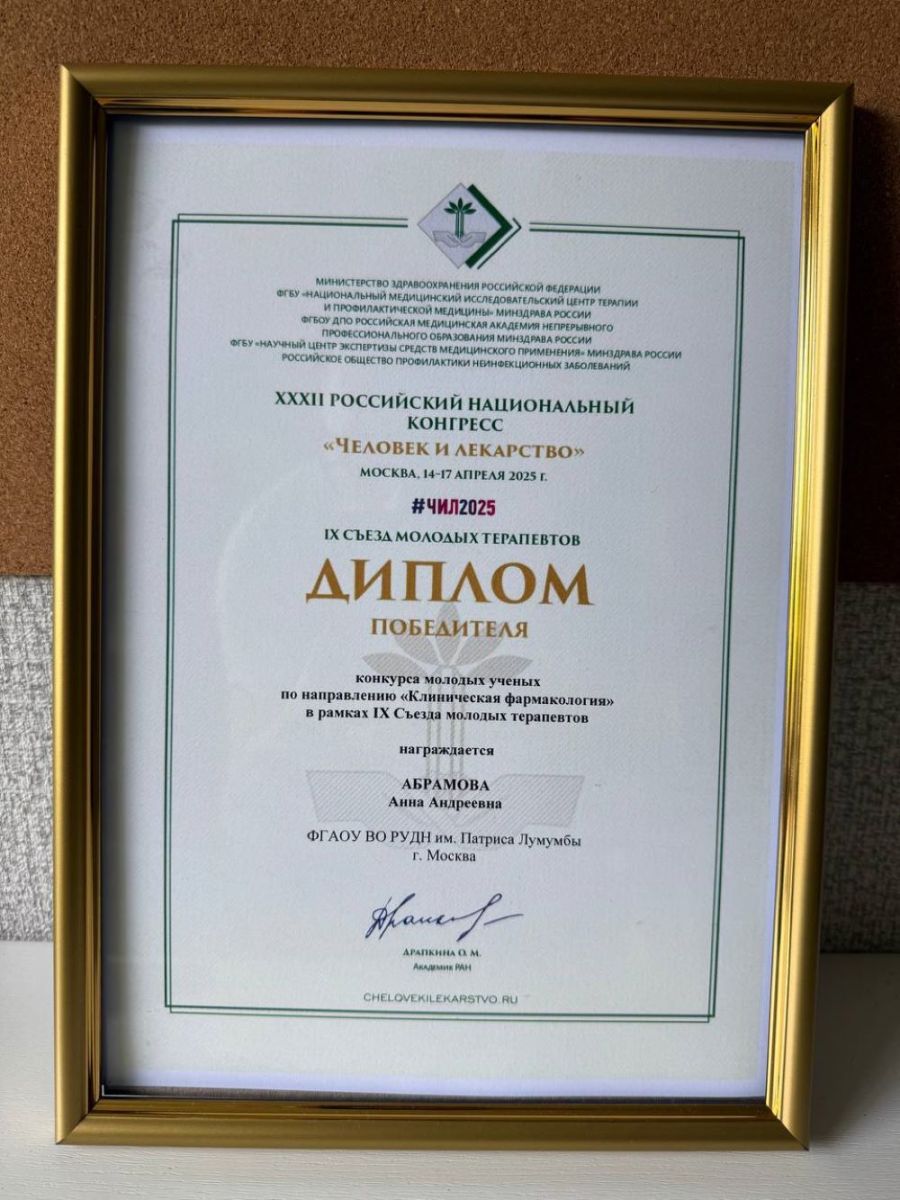 МИНИСТЕРСТВО ЗДРАВООХРАНЕНИЯ РОССИЙСКОЙ ФЕДЕРАЦИИ
ФГБУ «НАЦИОНАЛЬНЫЙ МЕДИЦИНСКИЙ ИССЛЕДОВАТЕЛЬСКИЙ ЦЕНТР ТЕРАПИИ
И ПРОФИЛАКТИЧЕСКОЙ МЕДИЦИНЫ» МИНЗДРАВА РОССИИ
ФГБОУ ДПО РОССИЙСКАЯ МЕДИЦИНСКАЯ АКАДЕМИЯ НЕПРЕРЫВНОГО
ПРОФЕССИОНАЛЬНОГО ОБРАЗОВАНИЯ МИНЗДРАВА РОССИИ
ФГБУ «НАУЧНЫЙ ЦЕНТР ЭКСПЕРТИЗЫ СРЕДСТВ МЕДИЦИНСКОГО ПРИМЕНЕНИЯ» МИНЗДРАВА РОССИИ
РОССИЙСКОЕ ОБЩЕСТВО ПРОФИЛАКТИКИ НЕИНФЕКЦИОННЫХ ЗАБОЛЕВАНИЙ
XXXII РОССИЙСКИЙ НАЦИОНАЛЬНЫЙ
КОНГРЕСС
«ЧЕЛОВЕК И ЛЕКАРСТВО»
МОСКВА, 14-17 АПРЕЛЯ 2025 г.
#ЧИЛ2025
IX СЪЕЗД МОЛОДЫХ ТЕРАПЕВТОВ
ДИПЛОМ
ПОБЕДИТЕЛЯ
конкурса молодых ученых
по направлению «Клиническая фармакология»
в рамках IX Съезда молодых терапевтов
награждается
АБРАМОВА
Анна Андреевна
ФГАОУ ВО РУДН им. Патриса Лумумбы
г. Москва
ДРАПКИНА О. М.
АКАДЕМИК РАН
CHELOVEKILEKARSTVO.RU